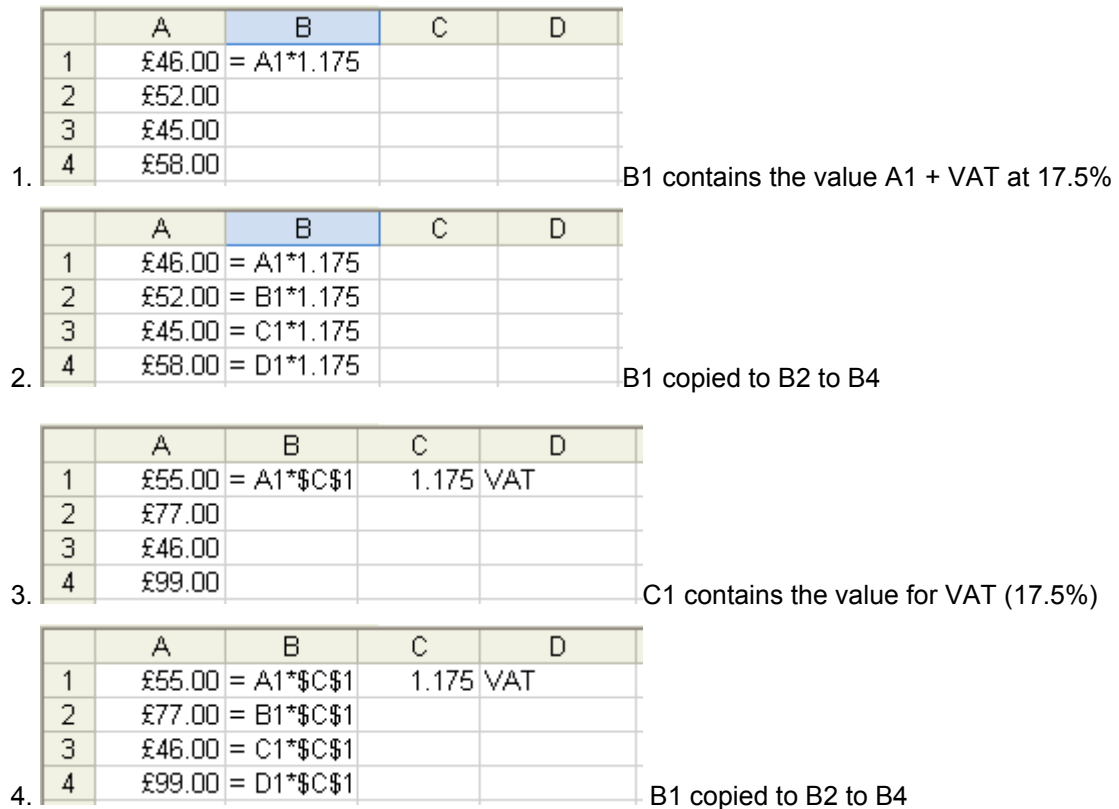 A B C D
1 £46.00 = A1*1.175
2 £52.00
3 £45.00
4 £58.00
1. B1 contains the value A1 + VAT at 17.5%
A B C D
1 £46.00 = A1*1.175
2 £52.00 = B1*1.175
3 £45.00 = C1*1.175
4 £58.00 = D1*1.175
2. B1 copied to B2 to B4
A B C D
1 £55.00 = A1*$C$1 1.175 VAT
2 £77.00
3 £46.00
4 £99.00
3. C1 contains the value for VAT (17.5%)
A B C D
1 £55.00 = A1*$C$1 1.175 VAT
2 £77.00 = B1*$C$1
3 £46.00 = C1*$C$1
4 £99.00 = D1*$C$1
4. B1 copied to B2 to B4